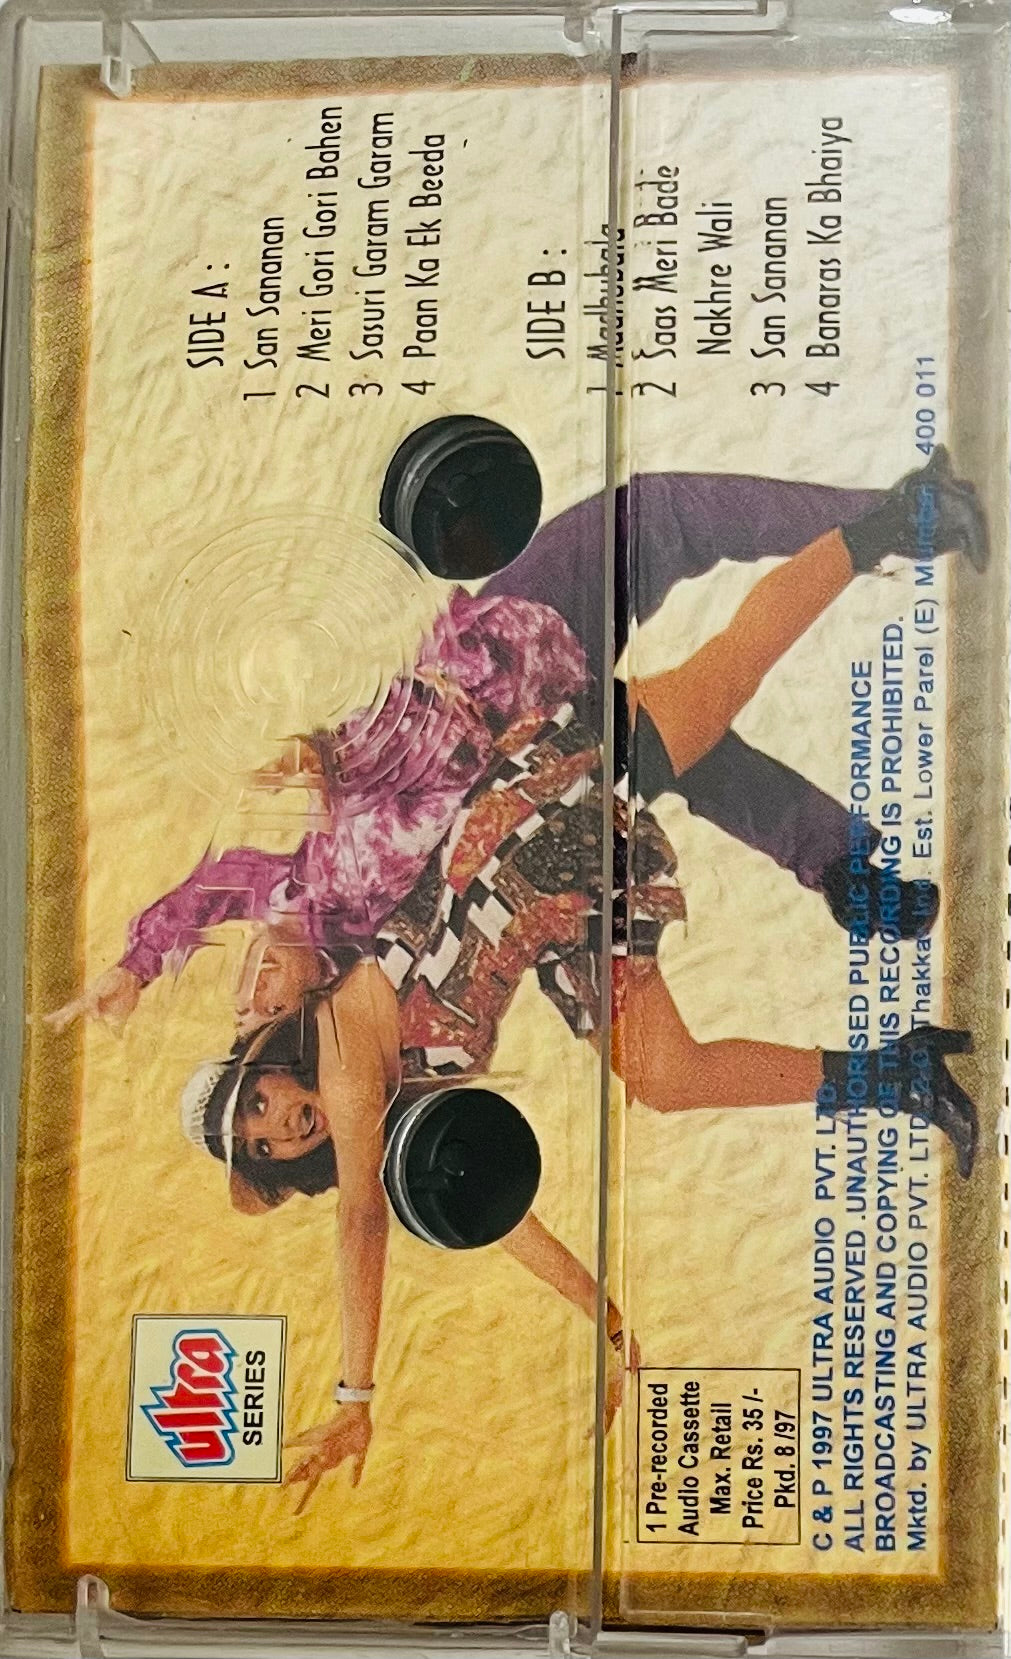 SIDE A :
1 San Sananan
2 Meri Gori Gori Bahen
3 Sasuri Garam Garam
4 Paan Ka Ek Beeda
SIDE B :
1 Madhubala
2 Saas Meri Bade
Nakhre Wali
3 San Sananan
4 Banaras Ka Bhaiya
ultra
SERIES
1 Pre-recorded
Audio Cassette
Max. Retail
Price Rs. 35 /-
Pkd. 8 /97
C & P 1997 ULTRA AUDIO PVT. LTD.
ALL RIGHTS RESERVED .UNAUTHORISED PUBLIC PERFORMANCE
BROADCASTING AND COPYING OF THIS RECORDING IS PROHIBITED.
Mktd. by ULTRA AUDIO PVT. LTD. Ind. Est. Lower Parel (E) 400 011